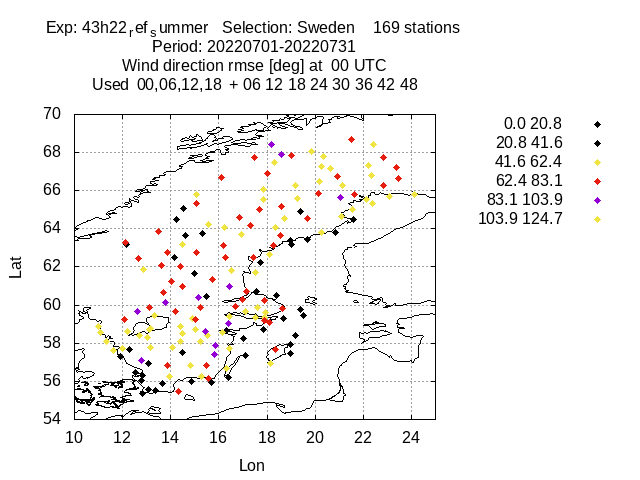 Exp: 43h22refsummer Selection: Sweden 169 stations
Period: 20220701-20220731
Wind direction rmse [deg] at 00 UTC
Used 00,06,12,18 + 06 12 18 24 30 36 42 48
70
68
66
64
62
60
58
56
54
Lat
10 12 14 16 18 20 22 24
Lon
0.0 20.8
20.8 41.6
41.6 62.4
62.4 83.1
83.1 103.9
103.9 124.7